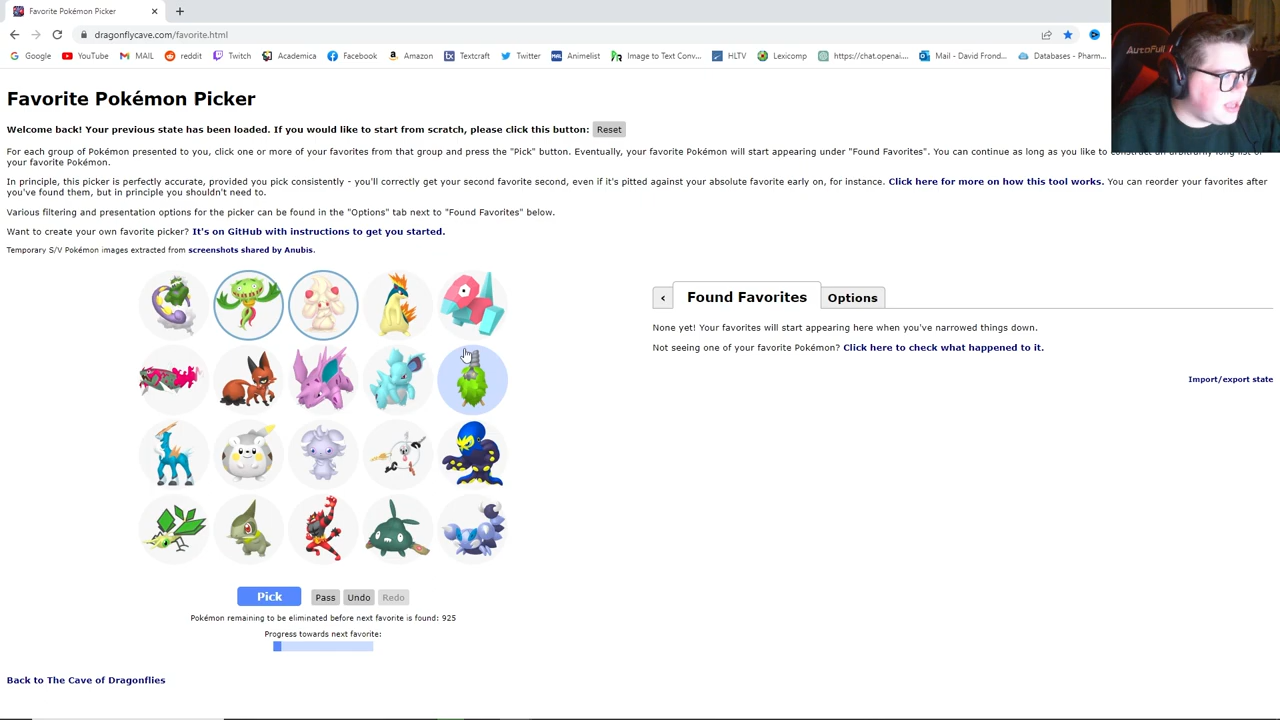 Favorite Pokémon Picker
dragonflycave.com/favorite.html
Google YouTube MAIL reddit Twitch Academica Facebook Amazon Textcraft Twitter Animelist Image to Text Conv... HLTV Lexicomp https://chat.openai.... Mail - David Frond... Databases - Pharm...
AutoFull
Favorite Pokémon Picker
Welcome back! Your previous state has been loaded. If you would like to start from scratch, please click this button: Reset
For each group of Pokémon presented to you, click one or more of your favorites from that group and press the "Pick" button. Eventually, your favorite Pokémon will start appearing under "Found Favorites". You can continue as long as you like to
your favorite Pokémon.
In principle, this picker is perfectly accurate, provided you pick consistently - you'll correctly get your second favorite second, even if it's pitted against your absolute favorite early on, for instance. Click here for more on how this tool works. You can reorder your favorites after
you've found them, but in principle you shouldn't need to.
Various filtering and presentation options for the picker can be found in the "Options" tab next to "Found Favorites" below.
Want to create your own favorite picker? It's on GitHub with instructions to get you started.
Temporary S/V Pokémon images extracted from screenshots shared by Anubis.
‹ Found Favorites Options
None yet! Your favorites will start appearing here when you've narrowed things down.
Not seeing one of your favorite Pokémon? Click here to check what happened to it.
Import/export state
Pick Pass Undo Redo
Pokémon remaining to be eliminated before next favorite is found: 925
Progress towards next favorite:
Back to The Cave of Dragonflies